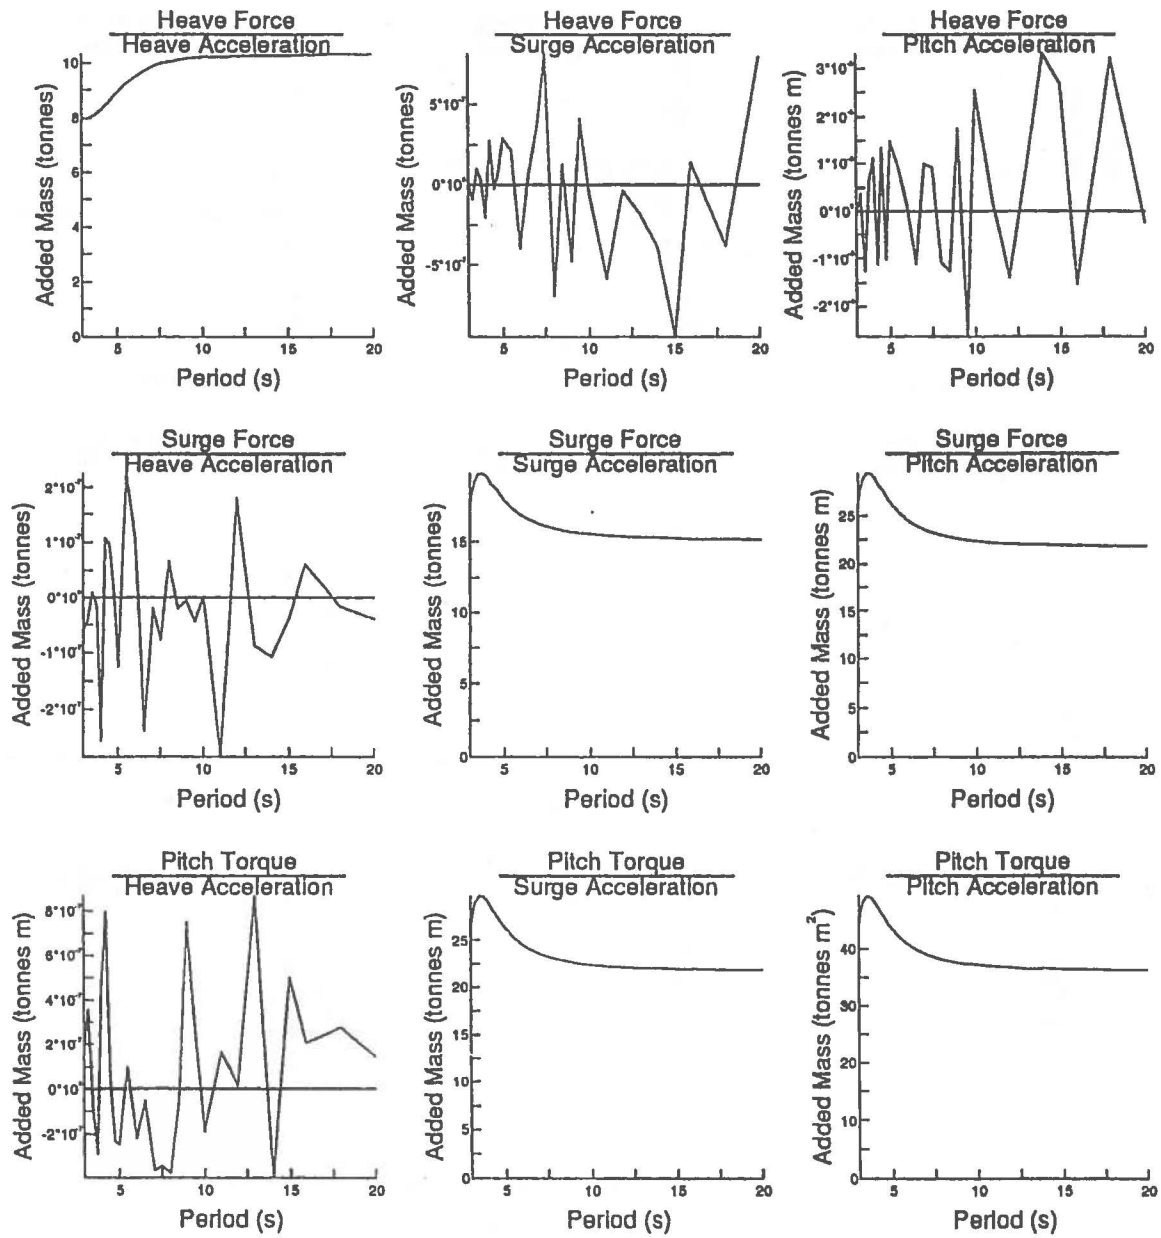 Heave Force
Heave Acceleration
Added Mass (tonnes)
10
8
6
4
2
0
5
10
15
20
Period (s)
Heave Force
Surge Acceleration
Added Mass (tonnes)
5*10⁻⁷
0*10⁰
-5*10⁻⁷
5
10
15
20
Period (s)
Heave Force
Pitch Acceleration
Added Mass (tonnes m)
3*10⁻⁶
2*10⁻⁶
1*10⁻⁶
0*10⁰
-1*10⁻⁶
-2*10⁻⁶
5
10
15
20
Period (s)
Surge Force
Heave Acceleration
Added Mass (tonnes)
2*10⁻⁷
1*10⁻⁷
0*10⁰
-1*10⁻⁷
-2*10⁻⁷
5
10
15
20
Period (s)
Surge Force
Surge Acceleration
Added Mass (tonnes)
15
10
5
0
5
10
15
20
Period (s)
Surge Force
Pitch Acceleration
Added Mass (tonnes m)
25
22
20
17
15
12
10
7
5
2
0
5
10
15
20
Period (s)
Pitch Torque
Heave Acceleration
Added Mass (tonnes m)
8*10⁻⁷
6*10⁻⁷
4*10⁻⁷
2*10⁻⁷
0*10⁰
-2*10⁻⁷
5
10
15
20
Period (s)
Pitch Torque
Surge Acceleration
Added Mass (tonnes m)
25
22
20
17
15
12
10
7
5
2
0
5
10
15
20
Period (s)
Pitch Torque
Pitch Acceleration
Added Mass (tonnes m²)
40
30
20
10
0
5
10
15
20
Period (s)